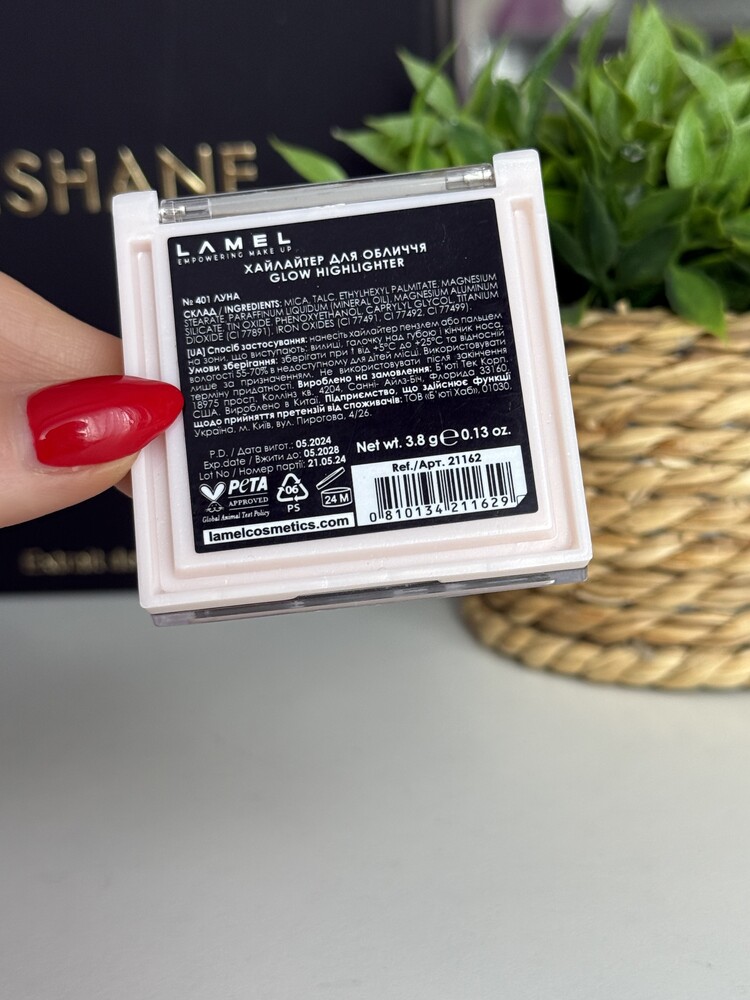 SHANE
LAMEL
EMPOWERING MAKE UP
ХАЙЛАЙТЕР ДЛЯ ОБЛИЧЧЯ
GLOW HIGHLIGHTER
№ 401 ЛУНА
СКЛАД / INGREDIENTS: MICA, TALC, ETHYLHEXYL PALMITATE, MAGNESIUM
STEARATE, PARAFFINUM LIQUIDUM (MINERAL OIL), MAGNESIUM ALUMINUM
SILICATE, TIN OXIDE, PHENOXYETHANOL, CAPRYLYL GLYCOL, TITANIUM
DIOXIDE (CI 77891), IRON OXIDES (CI 77491, CI 77492, CI 77499).
[UA] Спосіб застосування: нанесіть хайлайтер пензлем або пальцем
на зони, що виступають: вилиці, галочку над губою і кінчик носа.
Умови зберігання: зберігати при t від +5°С до +25°С та відносній
вологості 55-70% в недоступному для дітей місці. Використовувати
лише за призначенням. Не використовувати після закінчення
терміну придатності. Вироблено на замовлення: Б'юті Тек Корп.
18975 просп. Коллінз кв. 4204, Санні- Айлз-Біч, Флорида, 33160,
США. Вироблено в Китаї. Підприємство, що здійснює функції
щодо прийняття претензій від споживачів: ТОВ «Б'юті Хаб», 01030,
Україна, м. Київ, вул. Пирогова, 4/26.
P.D. / Дата вигот.: 05.2024
Exp.date / Вжити до: 05.2028
Lot No / Номер партії: 21.05.24
Net wt. 3.8 g ℮ 0.13 oz.
PETA
APPROVED
Global Animal Test Policy
06
PS
24 M
Ref./Арт. 21162
0 810134 211629
lamelcosmetics.com